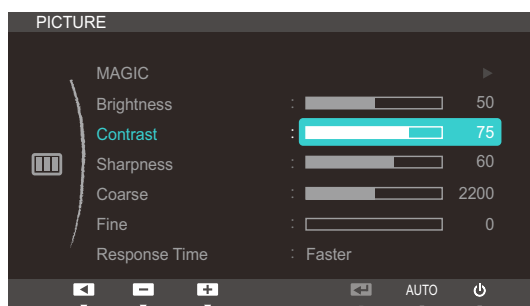 PICTURE
MAGIC
Brightness : 50
Contrast : 75
Sharpness : 60
Coarse : 2200
Fine : 0
Response Time : Faster
AUTO